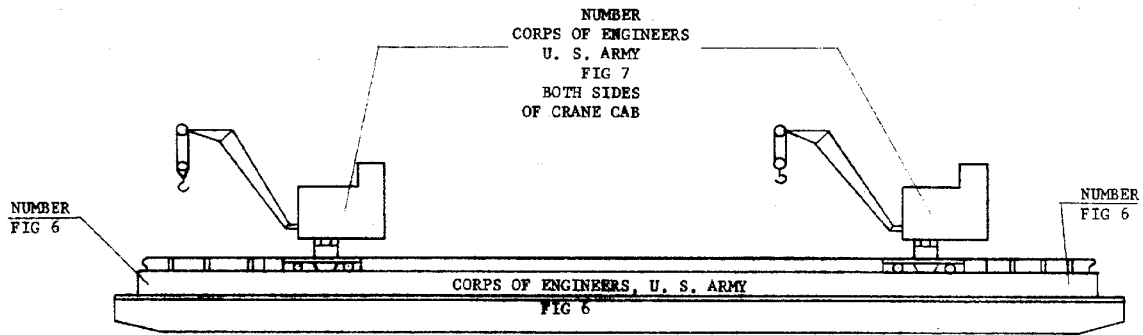 NUMBER
CORPS OF ENGINEERS
U. S. ARMY
FIG 7
BOTH SIDES
OF CRANE CAB
NUMBER
FIG 6
NUMBER
FIG 6
CORPS OF ENGINEERS, U. S. ARMY
FIG 6